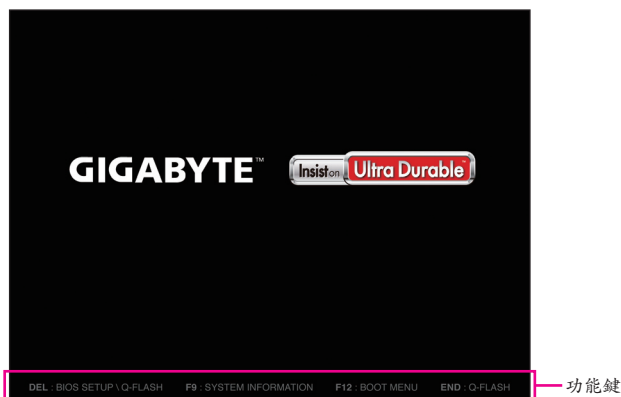 GIGABYTE™ Insist on Ultra Durable™
DEL : BIOS SETUP \ Q-FLASH F9 : SYSTEM INFORMATION F12 : BOOT MENU END : Q-FLASH
功能鍵